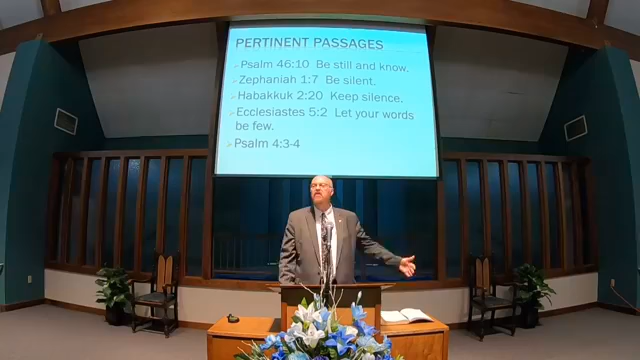 PERTINENT PASSAGES
Psalm 46:10 Be still and know.
Zephaniah 1:7 Be silent.
Habakkuk 2:20 Keep silence.
Ecclesiastes 5:2 Let your words
be few.
Psalm 4:3-4